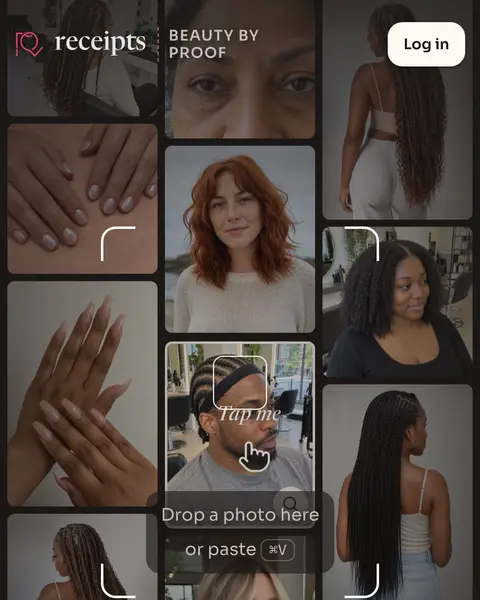 receipts
BEAUTY BY
PROOF
Log in
Tap me
Drop a photo here
or paste ⌘V